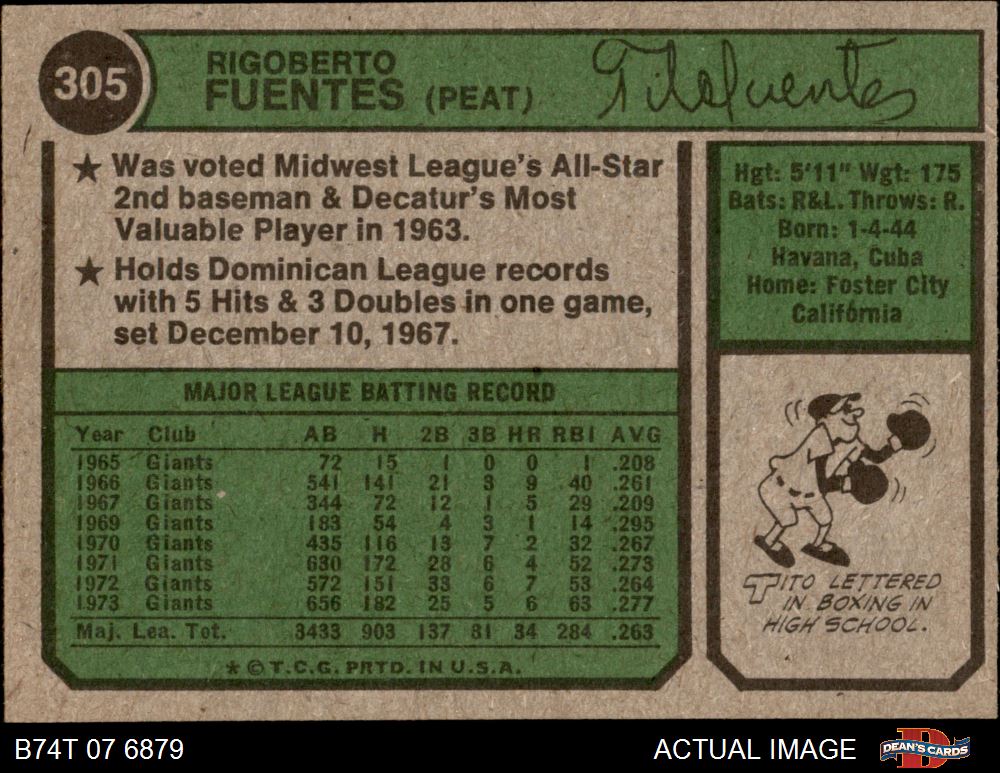 305
RIGOBERTO
FUENTES (PEAT)
Tito Fuentes
★ Was voted Midwest League's All-Star
2nd baseman & Decatur's Most
Valuable Player in 1963.
★ Holds Dominican League records
with 5 Hits & 3 Doubles in one game,
set December 10, 1967.
Hgt: 5'11" Wgt: 175
Bats: R&L. Throws: R.
Born: 1-4-44
Havana, Cuba
Home: Foster City
California
MAJOR LEAGUE BATTING RECORD
Year Club AB H 2B 3B HR RBI AVG
1965 Giants 72 15 1 0 0 1 .208
1966 Giants 541 141 21 3 9 40 .261
1967 Giants 344 72 12 1 5 29 .209
1969 Giants 183 54 4 3 1 14 .295
1970 Giants 435 116 13 7 2 32 .267
1971 Giants 630 172 28 6 4 52 .273
1972 Giants 572 151 33 6 7 53 .264
1973 Giants 656 182 25 5 6 63 .277
Maj. Lea. Tot. 3433 903 137 31 34 284 .263
* © T.C.G. PRTD. IN U.S.A.
TITO LETTERED
IN BOXING IN
HIGH SCHOOL.
B74T 07 6879
ACTUAL IMAGE
DEAN'S CARDS